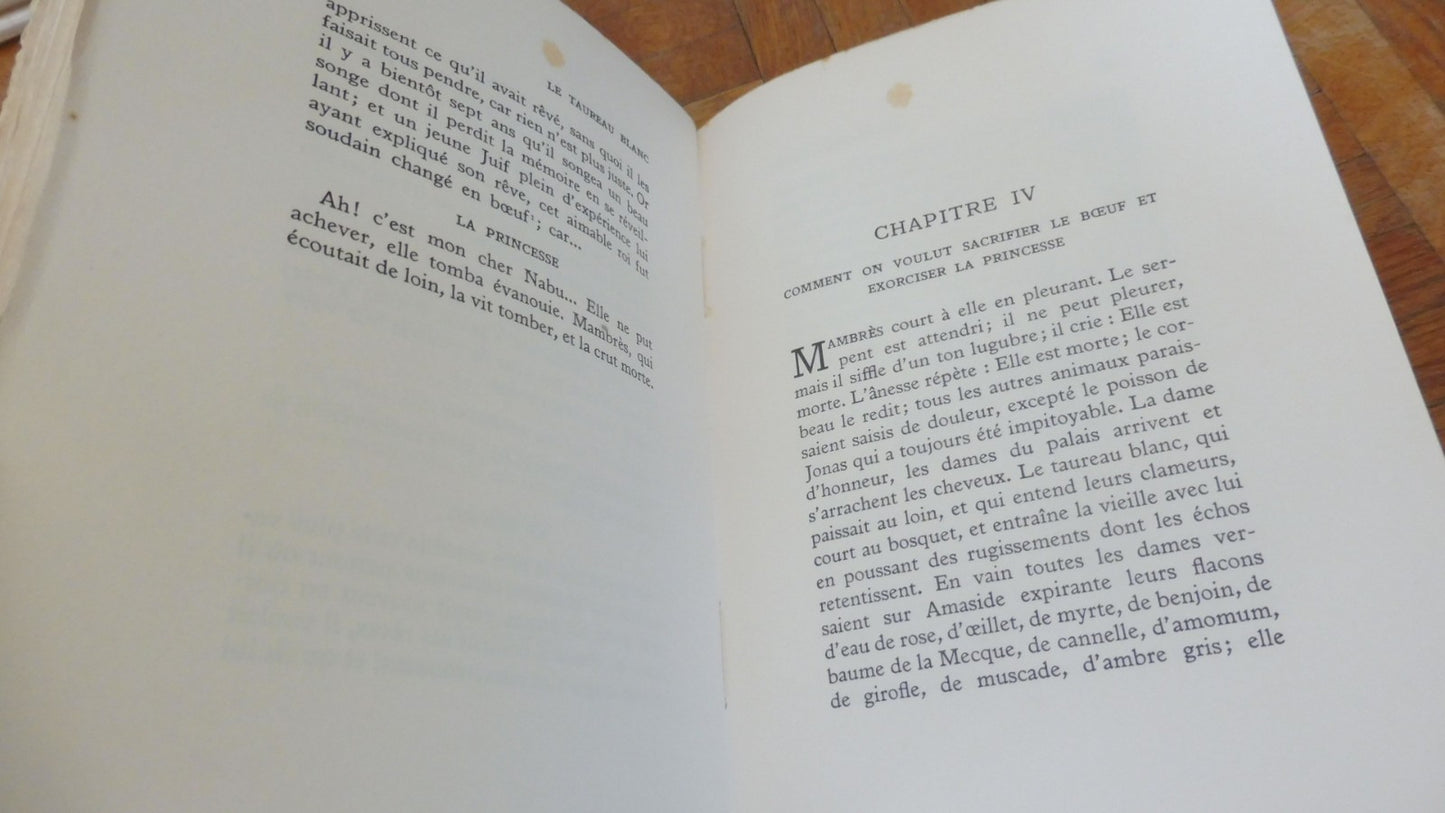 LE TAUREAU BLANC
apprissent ce qu'il avait rêvé, sans quoi il les
faisait tous pendre, car rien n'est plus juste. Or
il y a bientôt sept ans qu'il songea un beau
songe dont il perdit la mémoire en se réveil-
lant; et un jeune Juif plein d'expérience lui
ayant expliqué son rêve, cet aimable roi fut
soudain changé en bœuf¹; car...
LA PRINCESSE
Ah! c'est mon cher Nabu... Elle ne put
achever, elle tomba évanouie. Mambrès, qui
écoutait de loin, la vit tomber, et la crut morte.
CHAPITRE IV
COMMENT ON VOULUT SACRIFIER LE BŒUF ET
EXORCISER LA PRINCESSE
MAMBRÈS court à elle en pleurant. Le ser-
pent est attendri; il ne peut pleurer,
mais il siffle d'un ton lugubre; il crie : Elle est
morte. L'ânesse répète : Elle est morte; le cor-
beau le redit; tous les autres animaux parais-
saient saisis de douleur, excepté le poisson de
Jonas qui a toujours été impitoyable. La dame
d'honneur, les dames du palais arrivent et
s'arrachent les cheveux. Le taureau blanc, qui
paissait au loin, et qui entend leurs clameurs,
court au bosquet, et entraîne la vieille avec lui
en poussant des rugissements dont les échos
retentissent. En vain toutes les dames ver-
saient sur Amaside expirante leurs flacons
d'eau de rose, d'œillet, de myrte, de benjoin, de
baume de la Mecque, de cannelle, d'amomum,
de girofle, de muscade, d'ambre gris; elle